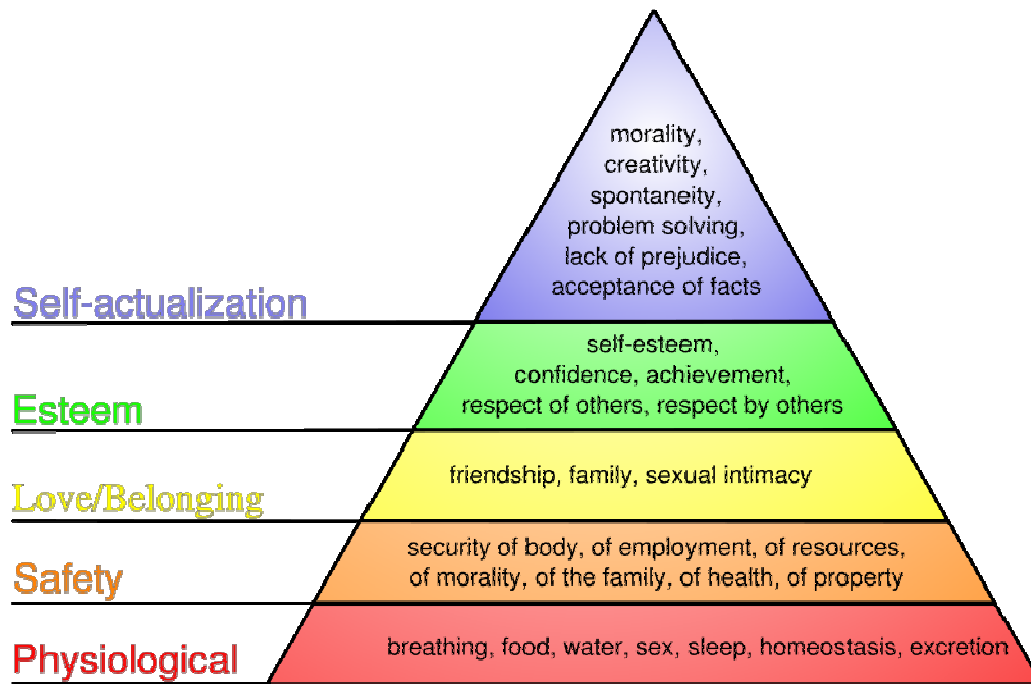 morality,
creativity,
spontaneity,
problem solving,
lack of prejudice,
acceptance of facts
Self-actualization
self-esteem,
confidence, achievement,
respect of others, respect by others
Esteem
friendship, family, sexual intimacy
Love/Belonging
security of body, of employment, of resources,
of morality, of the family, of health, of property
Safety
breathing, food, water, sex, sleep, homeostasis, excretion
Physiological